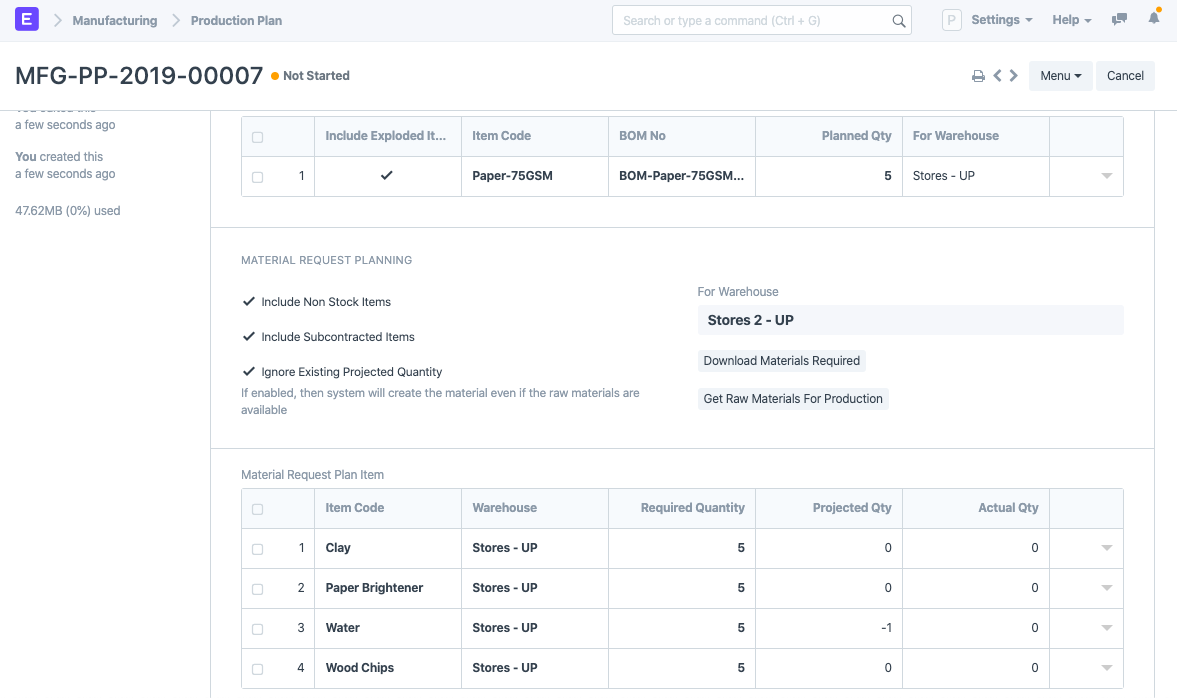 E Manufacturing Production Plan Search or type a command (Ctrl + G) P Settings Help
MFG-PP-2019-00007 Not Started Menu Cancel
You edited this
a few seconds ago
You created this
a few seconds ago
47.62MB (0%) used
Include Exploded It... Item Code BOM No Planned Qty For Warehouse
1 Paper-75GSM BOM-Paper-75GSM... 5 Stores - UP
MATERIAL REQUEST PLANNING
Include Non Stock Items
Include Subcontracted Items
Ignore Existing Projected Quantity
If enabled, then system will create the material even if the raw materials are
available
For Warehouse
Stores 2 - UP
Download Materials Required
Get Raw Materials For Production
Material Request Plan Item
Item Code Warehouse Required Quantity Projected Qty Actual Qty
1 Clay Stores - UP 5 0 0
2 Paper Brightener Stores - UP 5 0 0
3 Water Stores - UP 5 -1 0
4 Wood Chips Stores - UP 5 0 0